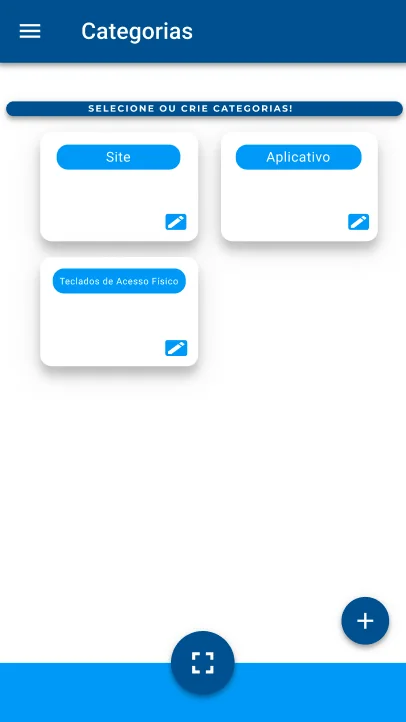 Categorias
SELECIONE OU CRIE CATEGORIAS!
Site
Aplicativo
Teclados de Acesso Físico